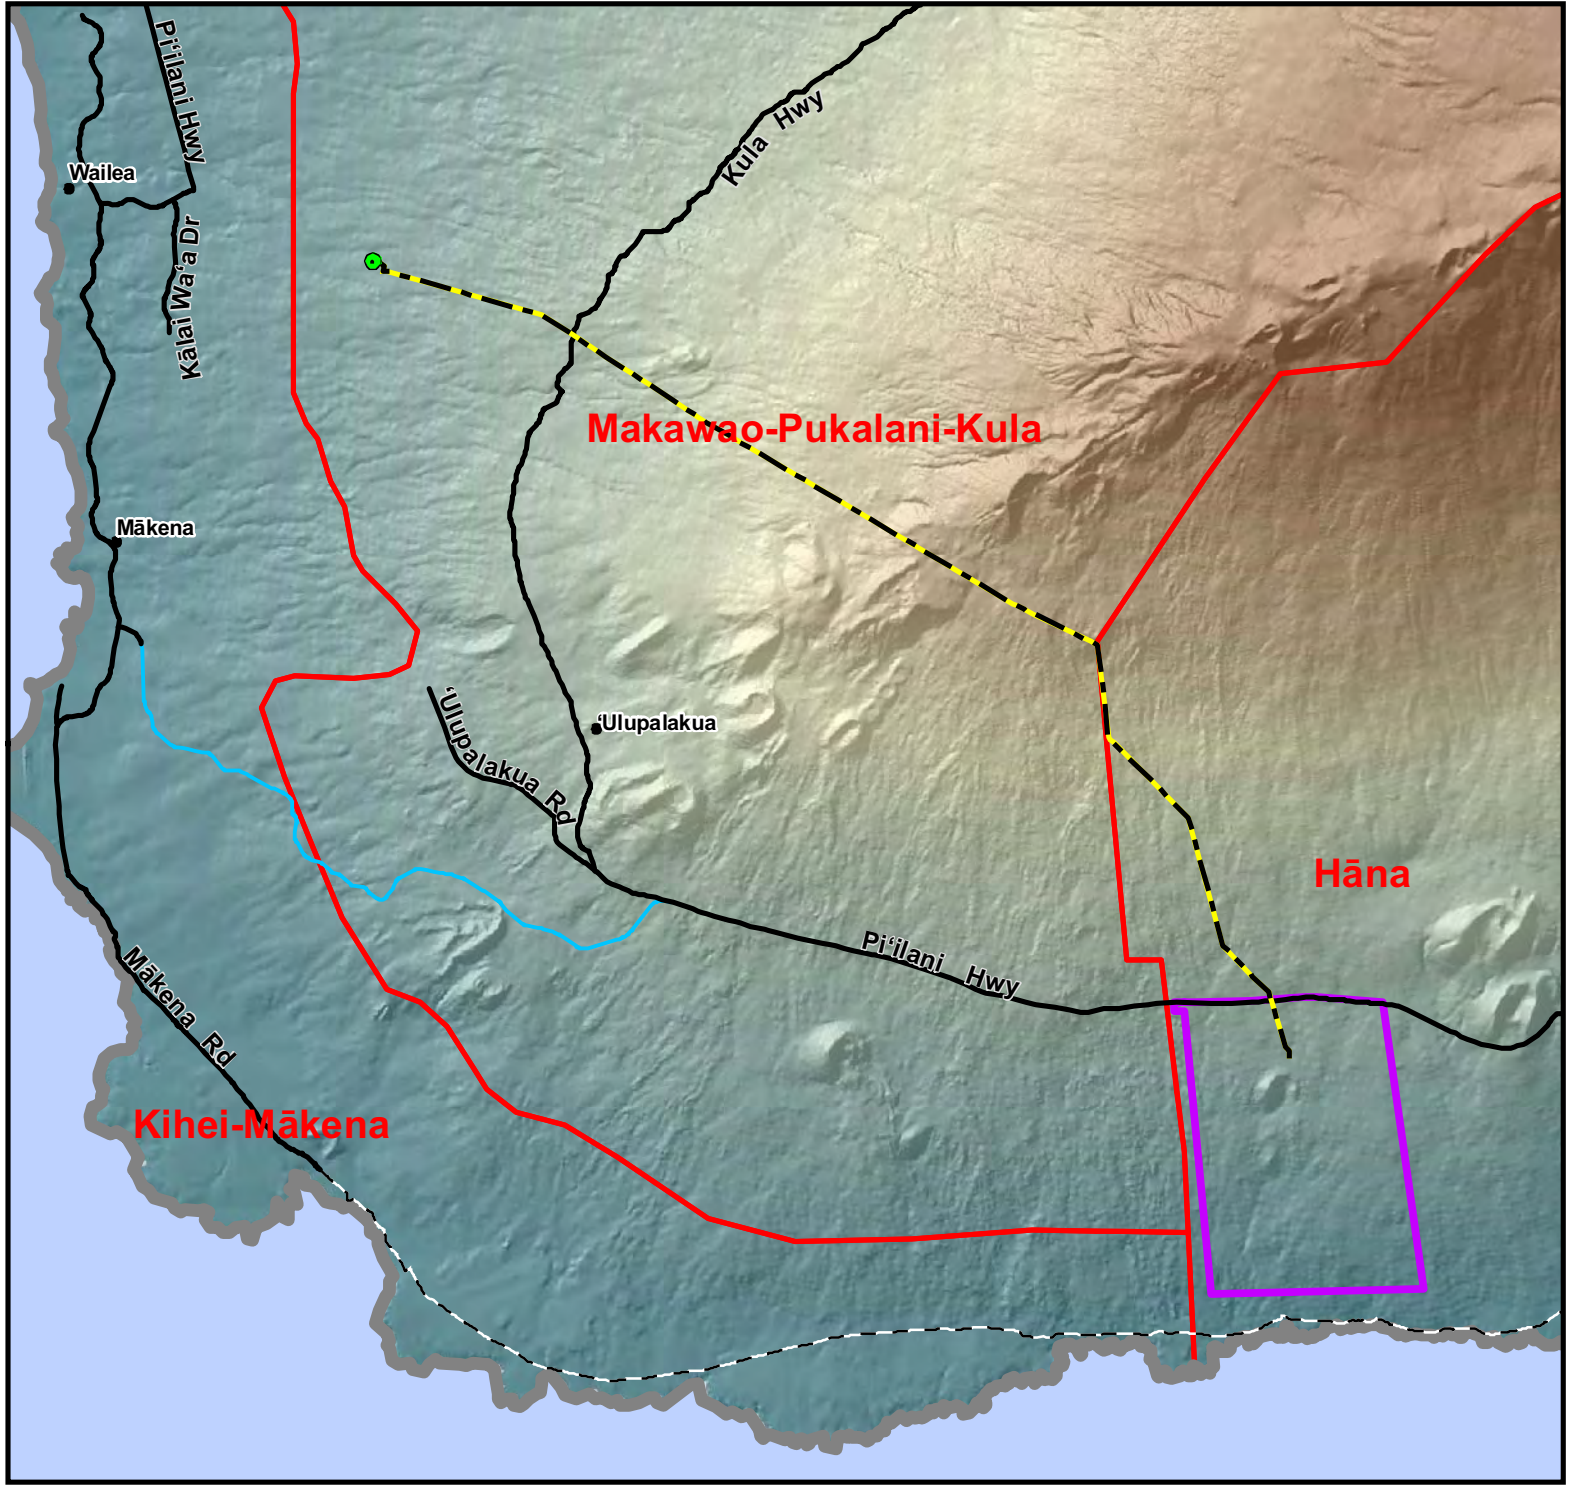 Pi‘ilani Hwy
Wailea
Kula Hwy
Kālai Wa‘a Dr
Makawao-Pukalani-Kula
Mākena
‘Ulupalakua
‘Ulupalakua Rd
Hāna
Pi‘ilani Hwy
Mākena Rd
Kihei-Mākena